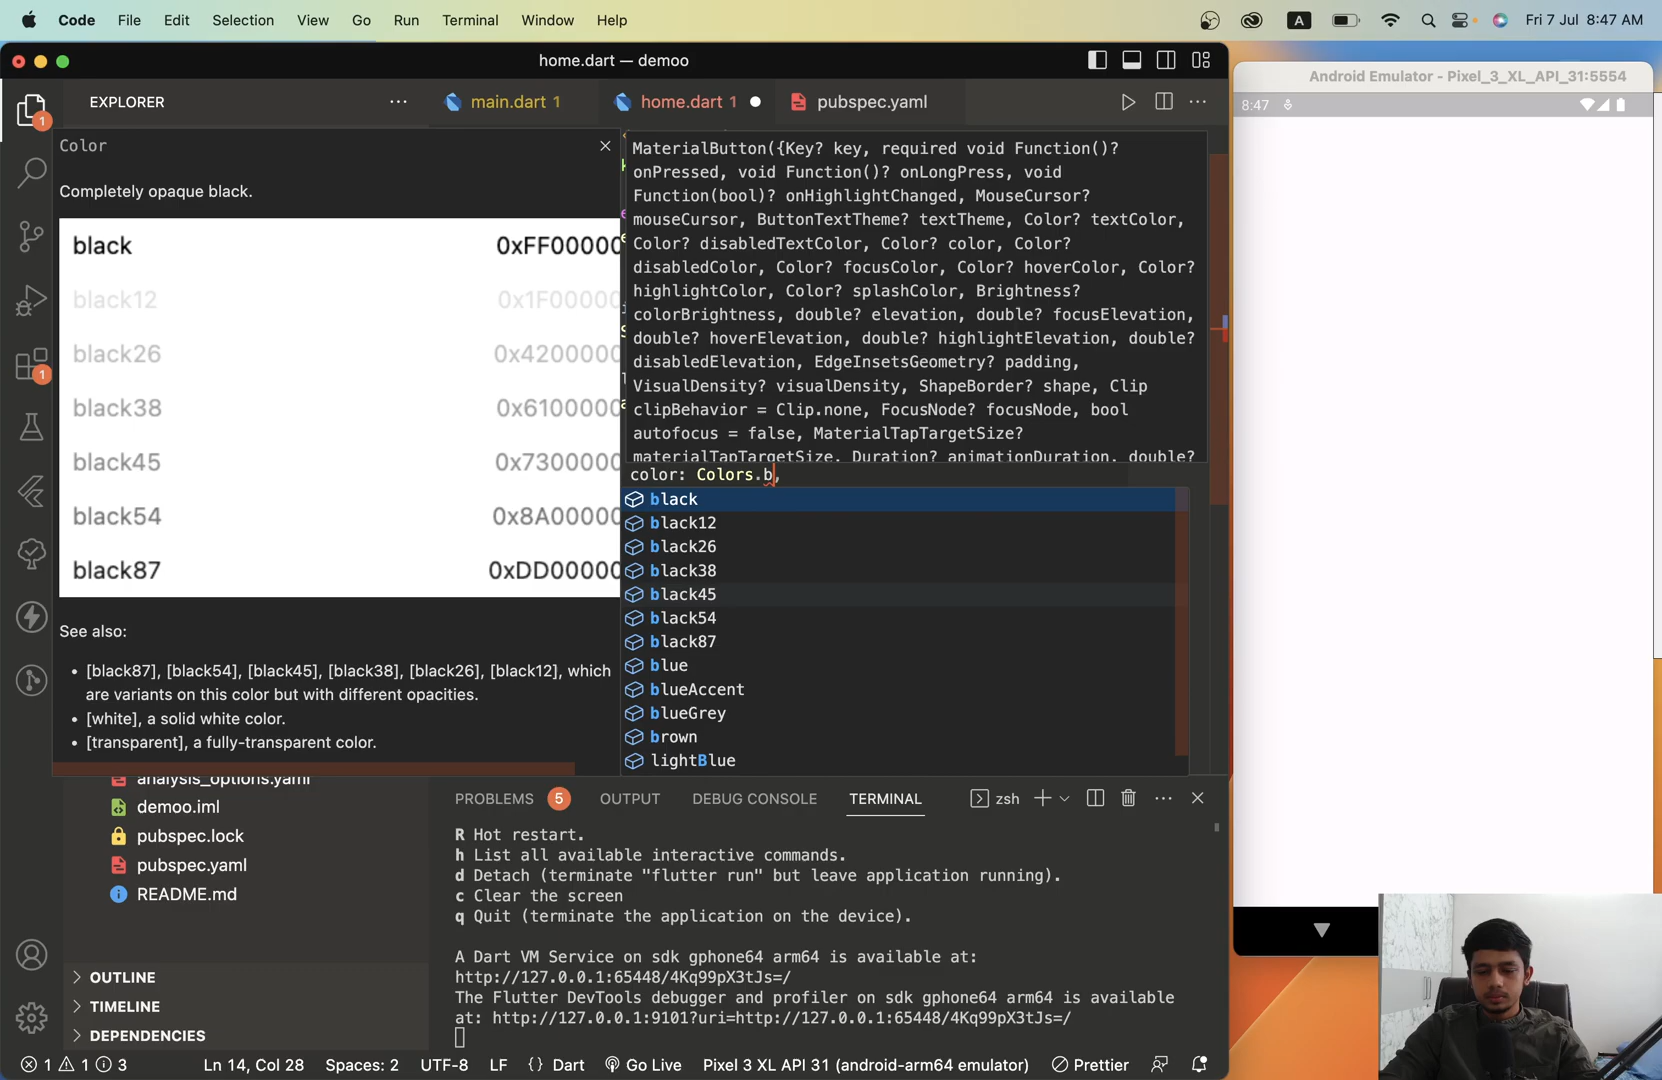 Code File Edit Selection View Go Run Terminal Window Help
A
Fri 7 Jul 8:47 AM
home.dart — demoo
EXPLORER
main.dart 1
home.dart 1
pubspec.yaml
1
1
Color
Completely opaque black.
black 0xFF00000
black12 0x1F00000
black26 0x4200000
black38 0x6100000
black45 0x7300000
black54 0x8A00000
black87 0xDD00000
See also:
• [black87], [black54], [black45], [black38], [black26], [black12], which
are variants on this color but with different opacities.
• [white], a solid white color.
• [transparent], a fully-transparent color.
MaterialButton({Key? key, required void Function()?
onPressed, void Function()? onLongPress, void
Function(bool)? onHighlightChanged, MouseCursor?
mouseCursor, ButtonTextTheme? textTheme, Color? textColor,
Color? disabledTextColor, Color? color, Color?
disabledColor, Color? focusColor, Color? hoverColor, Color?
highlightColor, Color? splashColor, Brightness?
colorBrightness, double? elevation, double? focusElevation,
double? hoverElevation, double? highlightElevation, double?
disabledElevation, EdgeInsetsGeometry? padding,
VisualDensity? visualDensity, ShapeBorder? shape, Clip
clipBehavior = Clip.none, FocusNode? focusNode, bool
autofocus = false, MaterialTapTargetSize?
materialTapTargetSize, Duration? animationDuration, double?
color: Colors.b,
black
black12
black26
black38
black45
black54
black87
blue
blueAccent
blueGrey
brown
lightBlue
analysis_options.yaml
demoo.iml
pubspec.lock
pubspec.yaml
README.md
OUTLINE
TIMELINE
DEPENDENCIES
PROBLEMS 5 OUTPUT DEBUG CONSOLE TERMINAL zsh
R Hot restart.
h List all available interactive commands.
d Detach (terminate "flutter run" but leave application running).
c Clear the screen
q Quit (terminate the application on the device).
A Dart VM Service on sdk gphone64 arm64 is available at:
http://127.0.0.1:65448/4Kq99pX3tJs=/
The Flutter DevTools debugger and profiler on sdk gphone64 arm64 is available
at: http://127.0.0.1:9101?uri=http://127.0.0.1:65448/4Kq99pX3tJs=/
1 1 3 Ln 14, Col 28 Spaces: 2 UTF-8 LF {} Dart Go Live Pixel 3 XL API 31 (android-arm64 emulator) Prettier
Android Emulator - Pixel_3_XL_API_31:5554
8:47